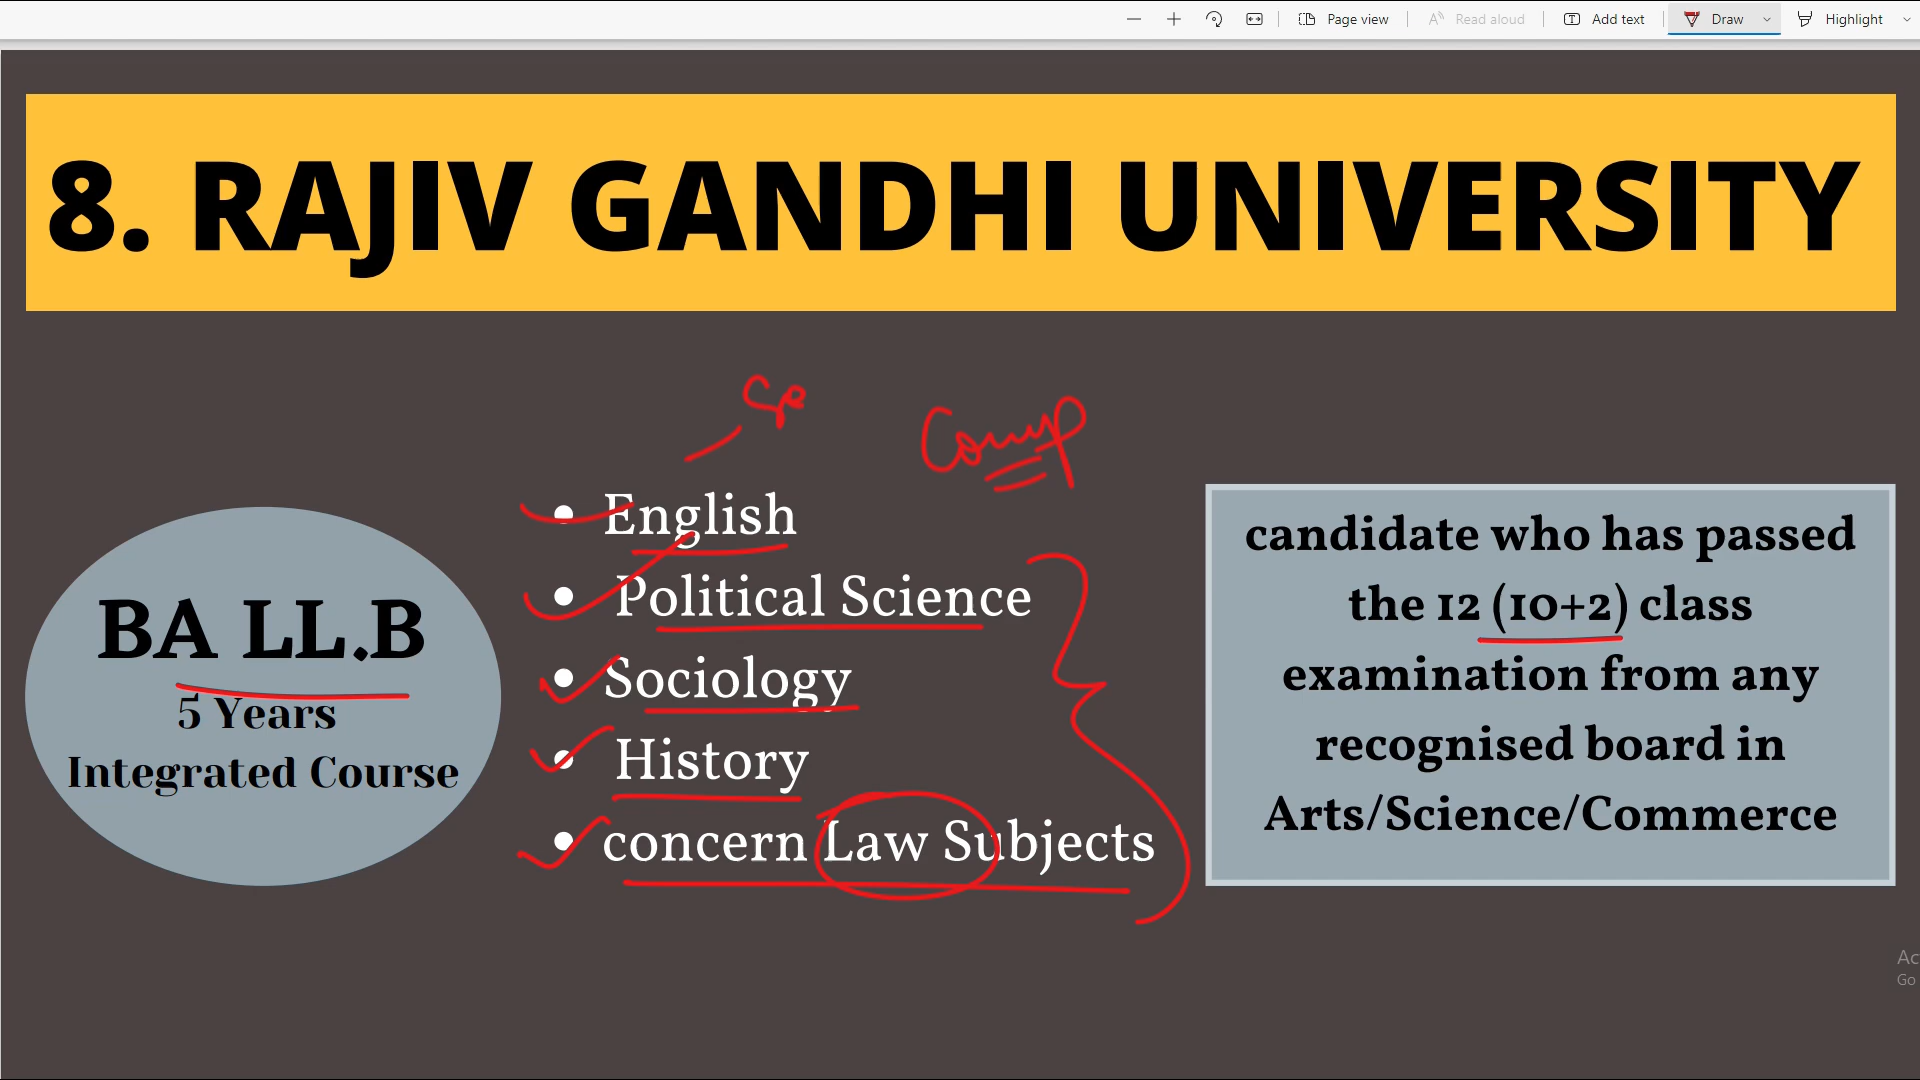 Page view
Read aloud
Add text
Draw
Highlight
8. RAJIV GANDHI UNIVERSITY
Comp
BA LL.B
5 Years
Integrated Course
• English
• Political Science
• Sociology
• History
• concern Law Subjects
candidate who has passed
the 12 (10+2) class
examination from any
recognised board in
Arts/Science/Commerce
Ac
Go